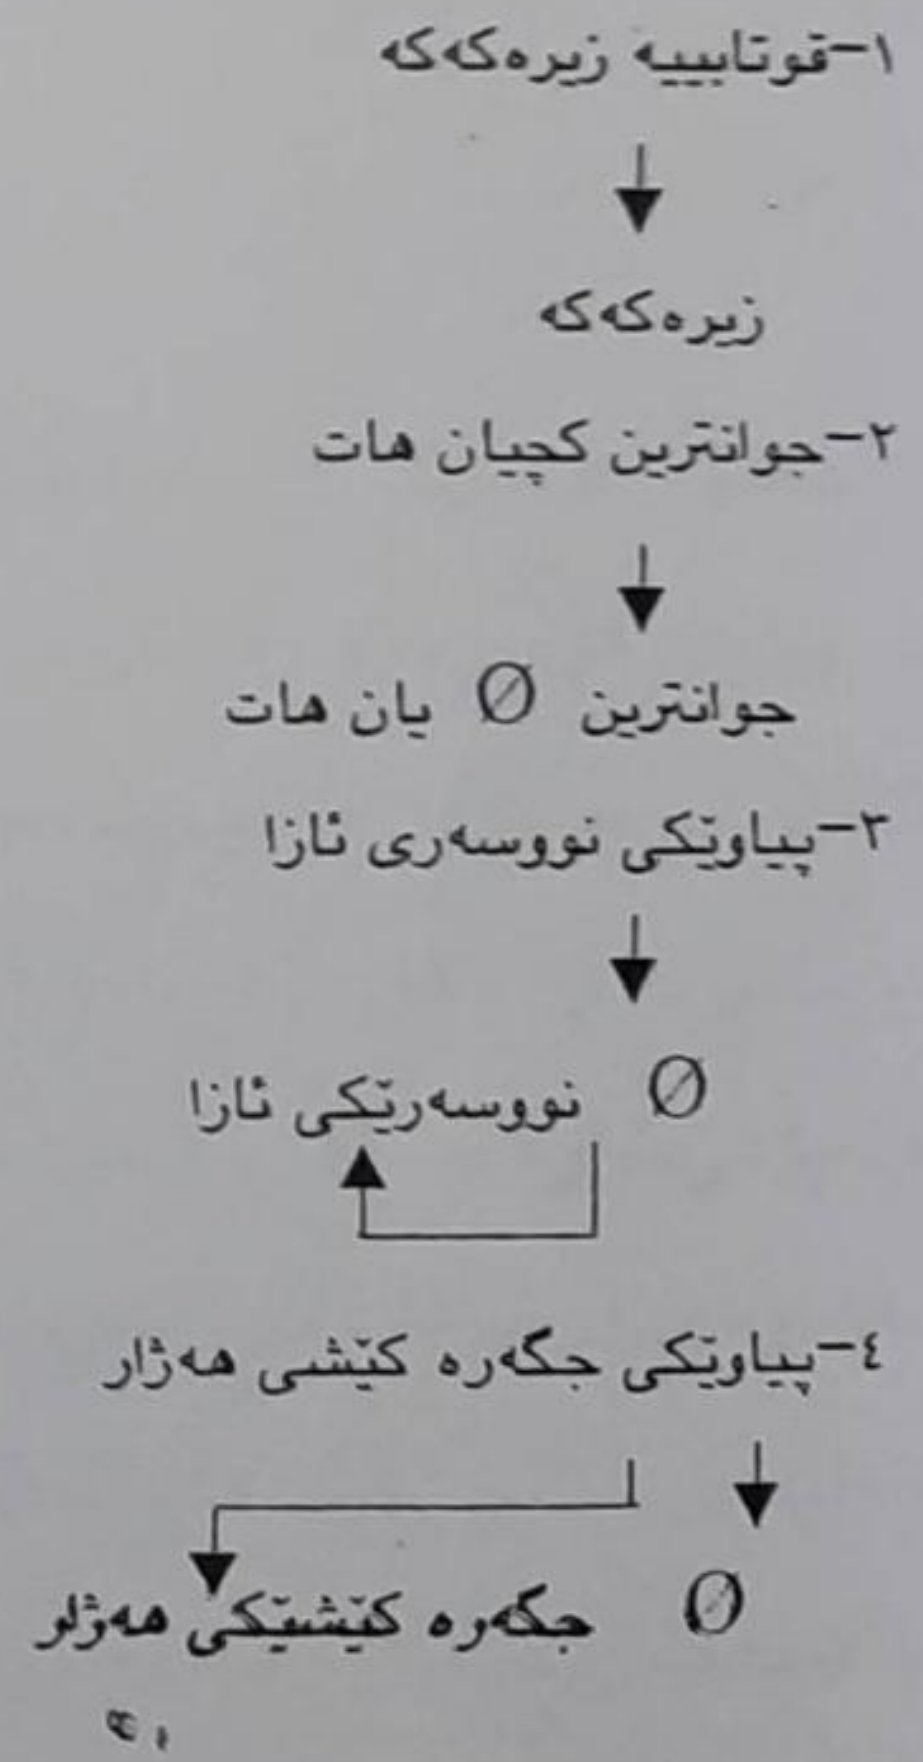 ١-قوتابییه زیرەکەکە
زیرەکەکە
٢-جوانترین کچیان هات
جوانترین Ø یان هات
٣-پیاوێکی نووسەری ئازا
Ø نووسەرێکی ئازا
٤-پیاوێکی جگەرە کێشی هەژار
Ø جگەرە کێشێکی هەژار